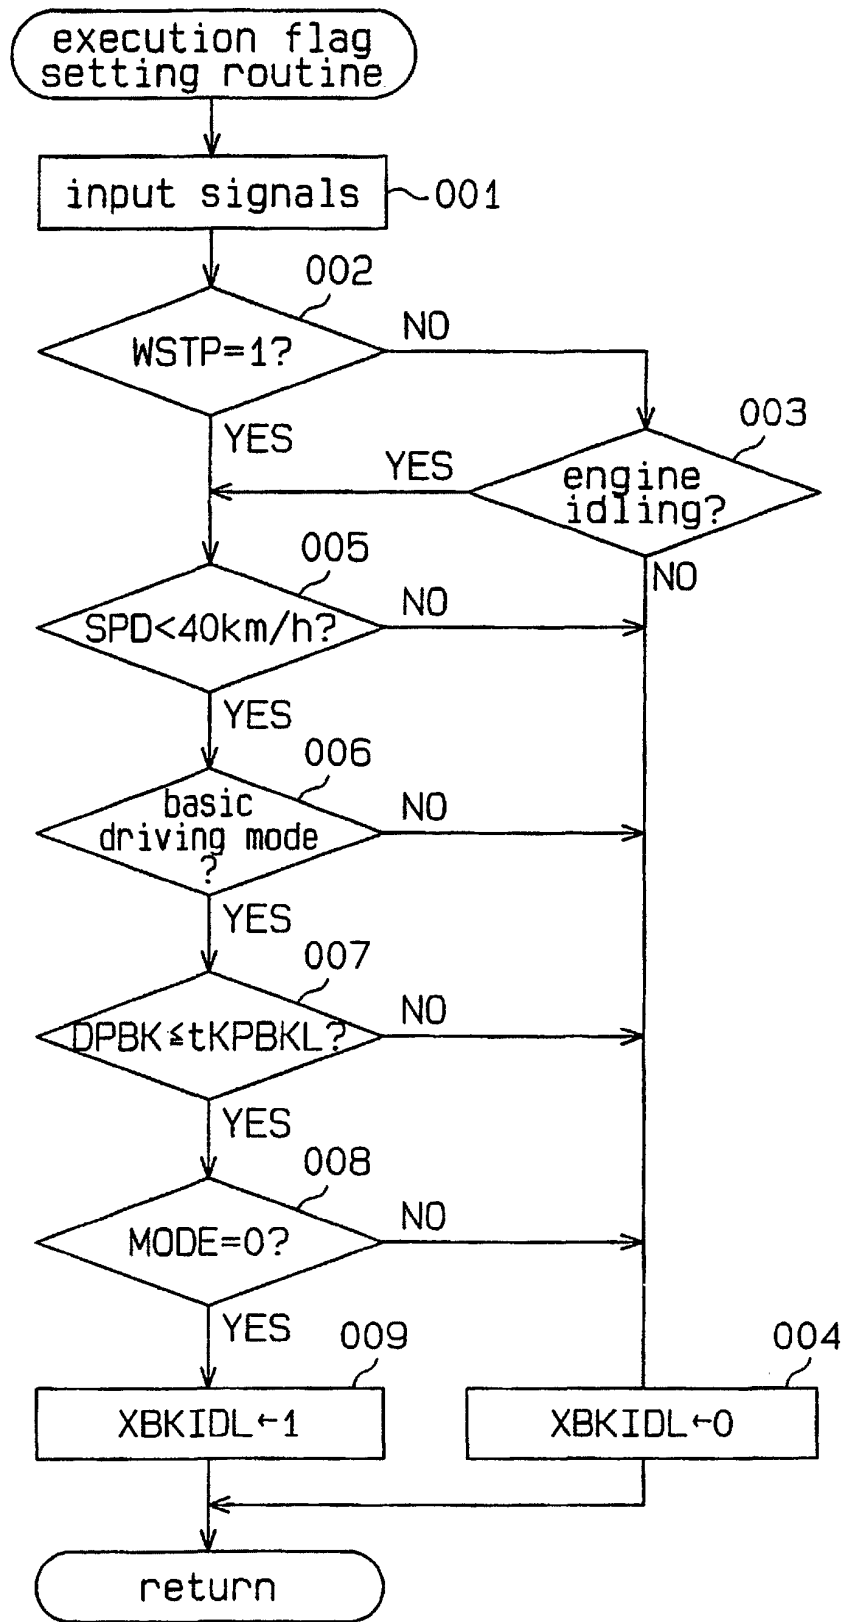 execution flag
setting routine
input signals
001
002
WSTP=1?
NO
YES
003
engine
idling?
YES
NO
005
SPD<40km/h?
NO
YES
006
basic
driving mode
?
NO
YES
007
DPBK≦tKPBKL?
NO
YES
008
MODE=0?
NO
YES
009
XBKIDL←1
004
XBKIDL←0
return